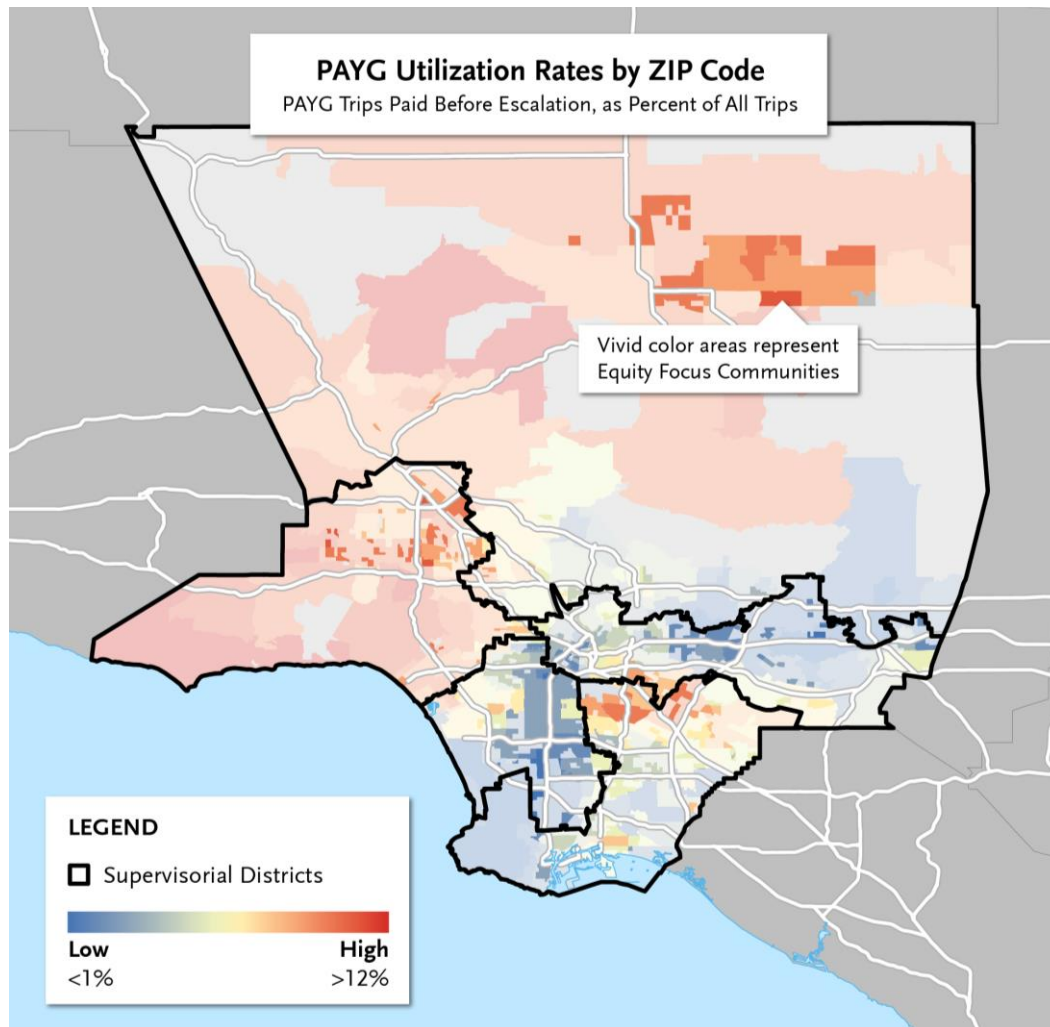 PAYG Utilization Rates by ZIP Code
PAYG Trips Paid Before Escalation, as Percent of All Trips
Vivid color areas represent
Equity Focus Communities
LEGEND
Supervisorial Districts
Low High
<1% >12%